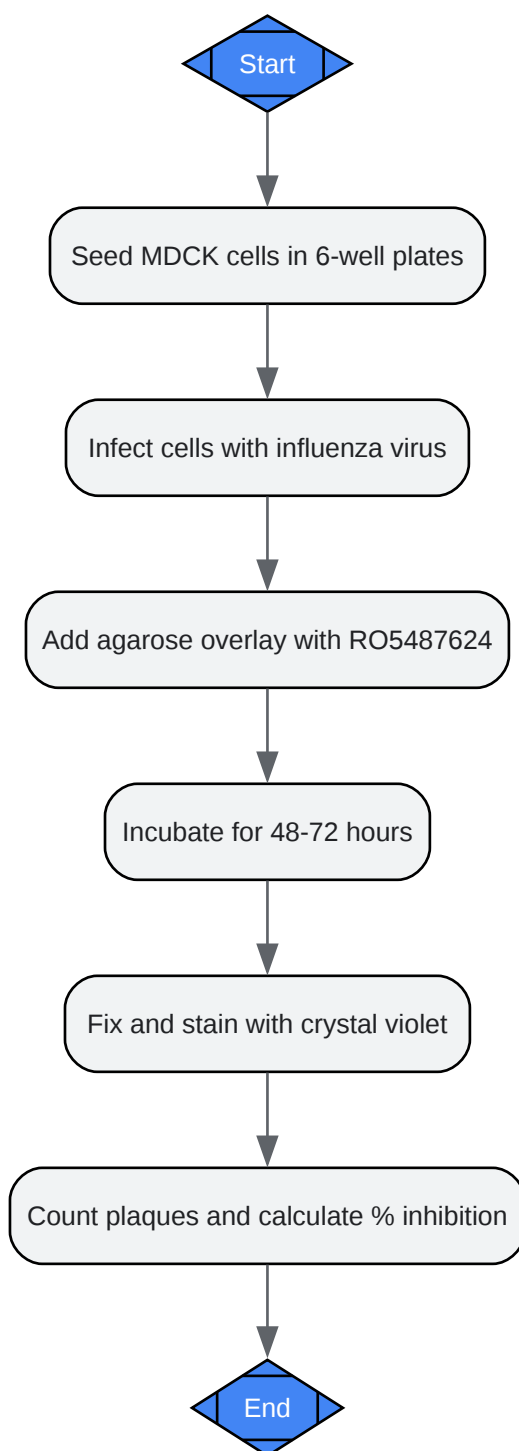 Start
Seed MDCK cells in 6-well plates
Infect cells with influenza virus
Add agarose overlay with RO5487624
Incubate for 48-72 hours
Fix and stain with crystal violet
Count plaques and calculate % inhibition
End